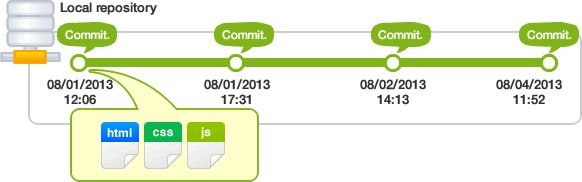 Local repository
Commit. Commit. Commit. Commit.
08/01/2013 08/01/2013 08/02/2013 08/04/2013
12:06 17:31 14:13 11:52
html css js